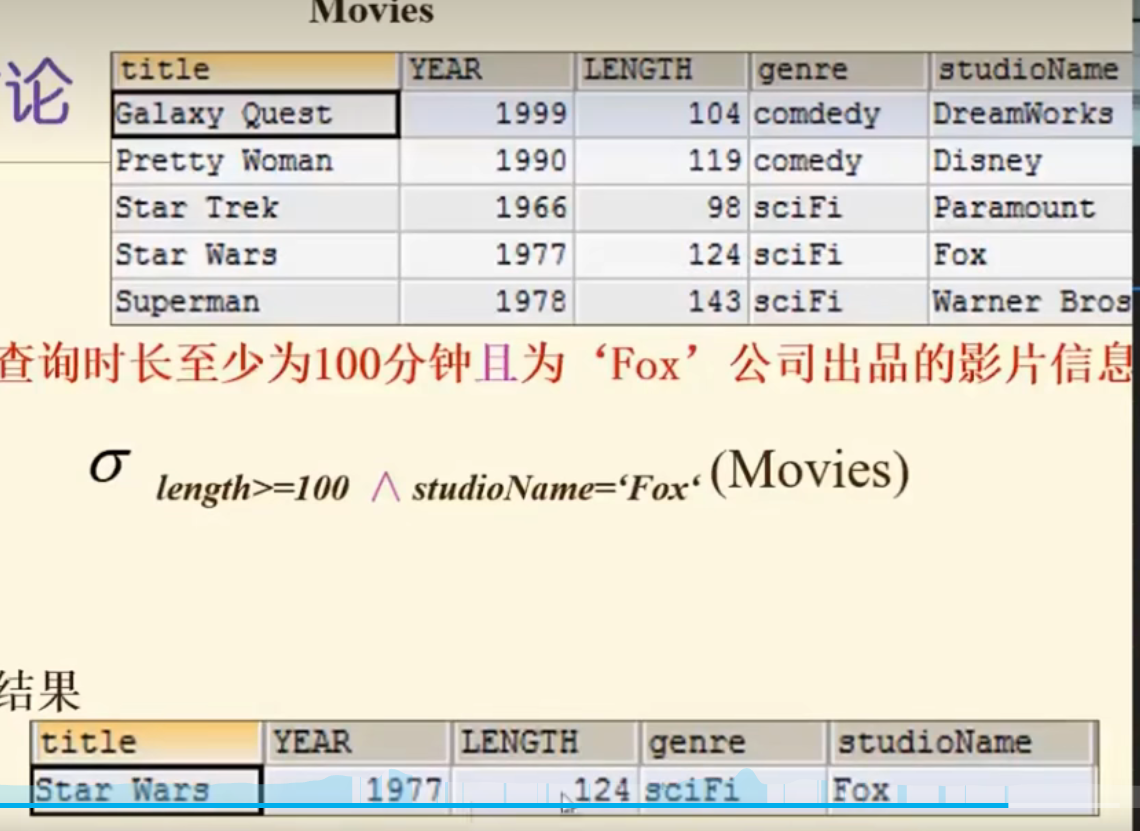 Movies
论
title YEAR LENGTH genre studioName
Galaxy Quest 1999 104 comdedy DreamWorks
Pretty Woman 1990 119 comedy Disney
Star Trek 1966 98 sciFi Paramount
Star Wars 1977 124 sciFi Fox
Superman 1978 143 sciFi Warner Bros
查询时长至少为100分钟且为‘Fox’公司出品的影片信息
σ length>=100 ∧ studioName=‘Fox‘ (Movies)
结果
title YEAR LENGTH genre studioName
Star Wars 1977 124 sciFi Fox